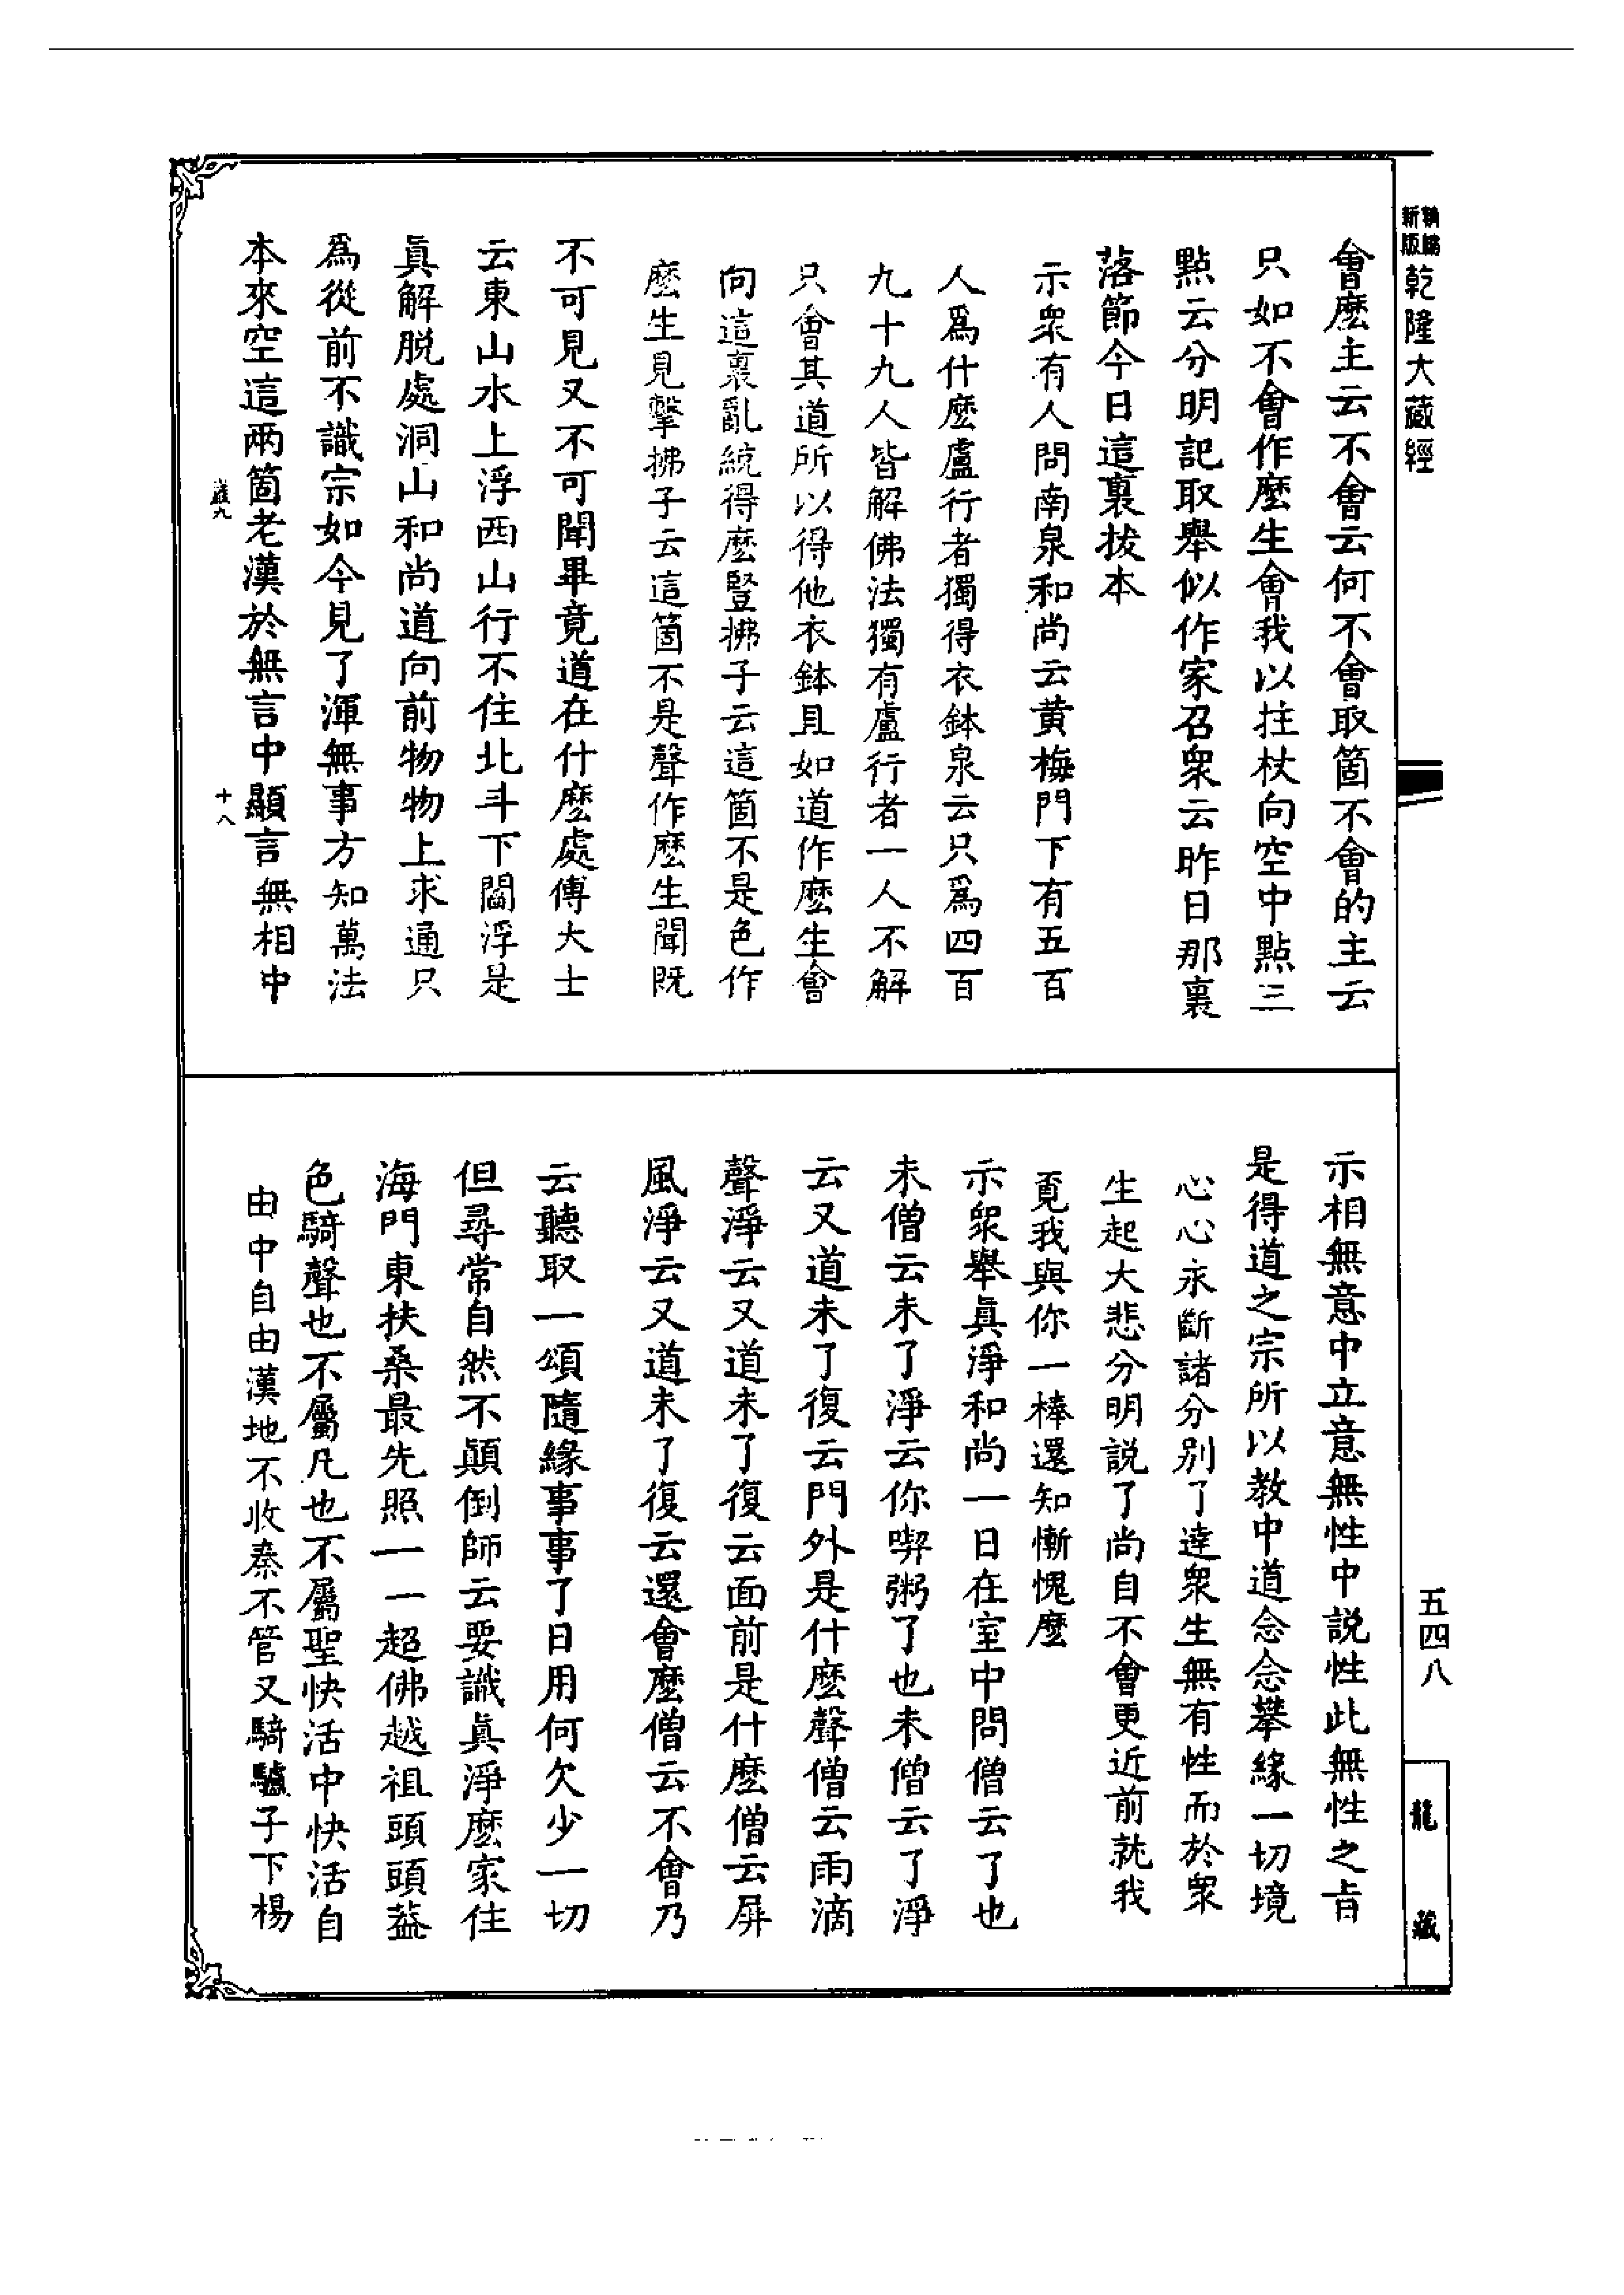 新版
乾隆大藏經
會麽主云不會云何不會取箇不會的主云
只如不會作麽生會我以拄杖向空中點三
點云分明記取舉似作家召衆云昨日那裏
落節今日這裏拔本
示衆有人問南泉和尚云黃梅門下有五百
人爲什麽盧行者獨得衣鉢泉云只爲四百
九十九人皆解佛法獨有盧行者一人不解
只會其道所以得他衣鉢且如道作麽生會
向這裏亂統得麽豎拂子云這箇不是色作
麽生見擊拂子云這箇不是聲作麽生聞既
不可見又不可聞畢竟道在什麽處傅大士
云東山水上浮西山行不住北斗下閻浮是
眞解脱處洞山和尚道向前物物上求通只
爲從前不識宗如今見了渾無事方知萬法
本來空這兩箇老漢於無言中顯言無相中
巖九
十八
示相無意中立意無性中説性此無性之旨
是得道之宗所以教中道念念攀緣一切境
心心永斷諸分別了達衆生無有性而於衆
生起大悲分明説了尚自不會更近前就我
覓我與你一棒還知慚愧麽
示衆舉眞淨和尚一日在室中問僧云了也
未僧云未了淨云你喫粥了也未僧云了淨
云又道未了復云門外是什麽聲僧云雨滴
聲淨云又道未了復云面前是什麽僧云屏
風淨云又道未了復云還會麽僧云不會乃
云聽取一頌隨緣事事了日用何欠少一切
但尋常自然不顚倒師云要識眞淨麽家住
海門東扶桑最先照一一超佛越祖頭頭蓋
色騎聲也不屬凡也不屬聖快活中快活自
由中自由漢地不收秦不管又騎驢子下楊
五四八
龍藏